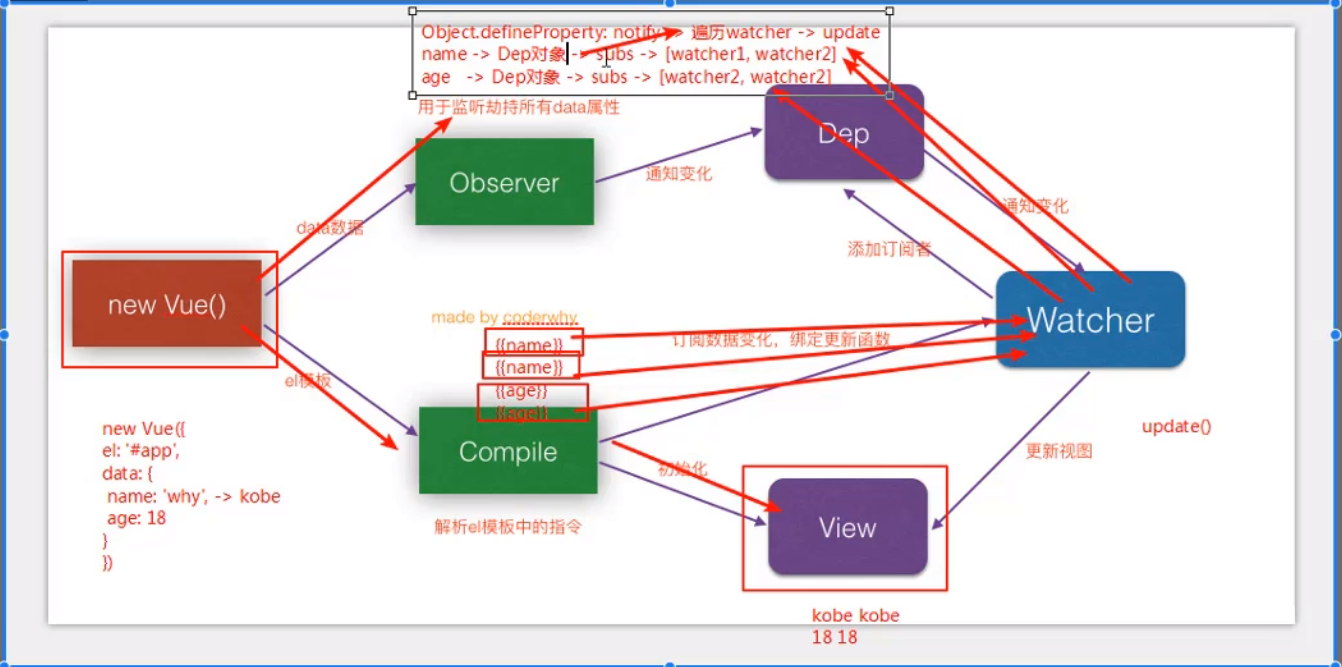 Object.defineProperty: notify -> 遍历watcher -> update
name -> Dep对象 -> subs -> [watcher1, watcher2]
age -> Dep对象 -> subs -> [watcher2, watcher2]
用于监听劫持所有data属性
Dep
Observer
通知变化
通知变化
data数据
添加订阅者
new Vue()
made by coderwhy
Watcher
{{name}}
订阅数据变化，绑定更新函数
{{name}}
el模板
{{age}}
{{age}}
new Vue({
el: '#app',
data: {
name: 'why', -> kobe
age: 18
}
})
Compile
初始化
解析el模板中的指令
update()
更新视图
View
kobe kobe
18 18